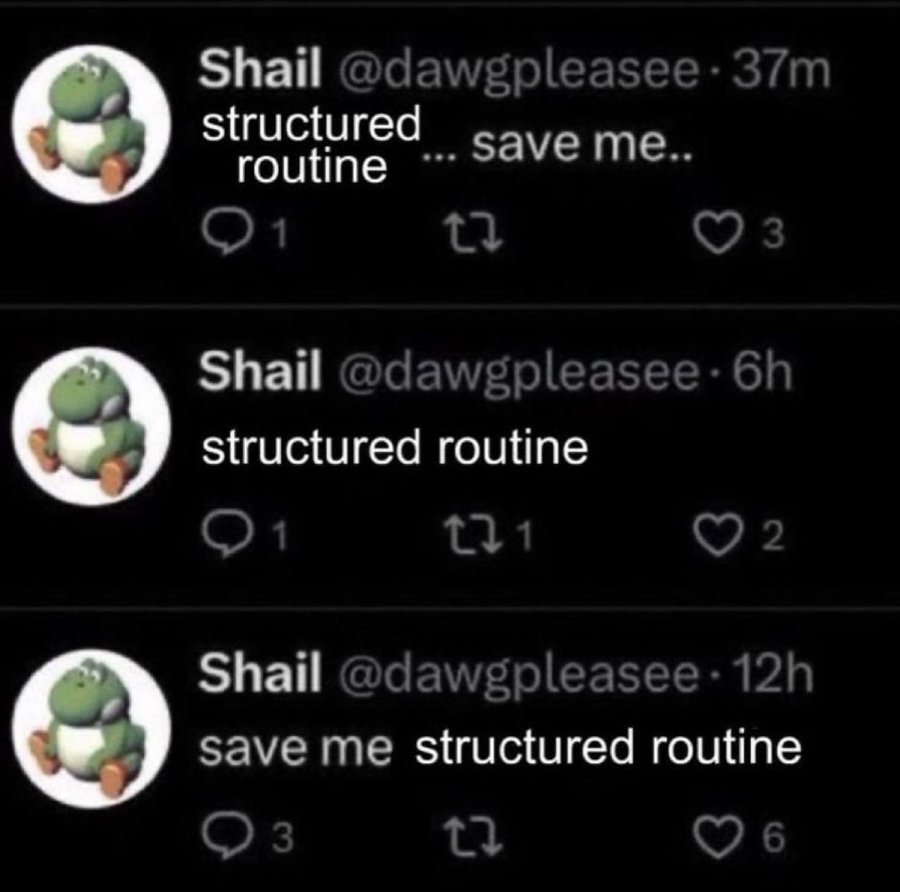 Shail @dawgpleasee · 37m
structured
routine ... save me..
1 3
Shail @dawgpleasee · 6h
structured routine
1 1 2
Shail @dawgpleasee · 12h
save me structured routine
3 6